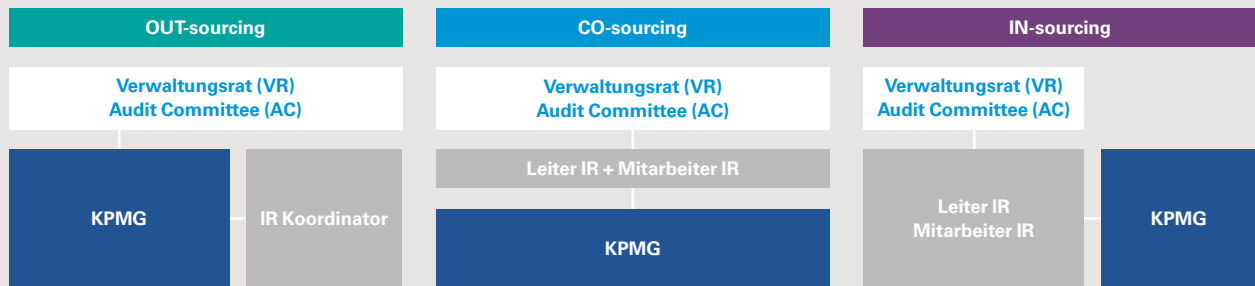 OUT-sourcing
Verwaltungsrat (VR)
Audit Committee (AC)
KPMG
IR Koordinator
CO-sourcing
Verwaltungsrat (VR)
Audit Committee (AC)
Leiter IR + Mitarbeiter IR
KPMG
IN-sourcing
Verwaltungsrat (VR)
Audit Committee (AC)
Leiter IR
Mitarbeiter IR
KPMG